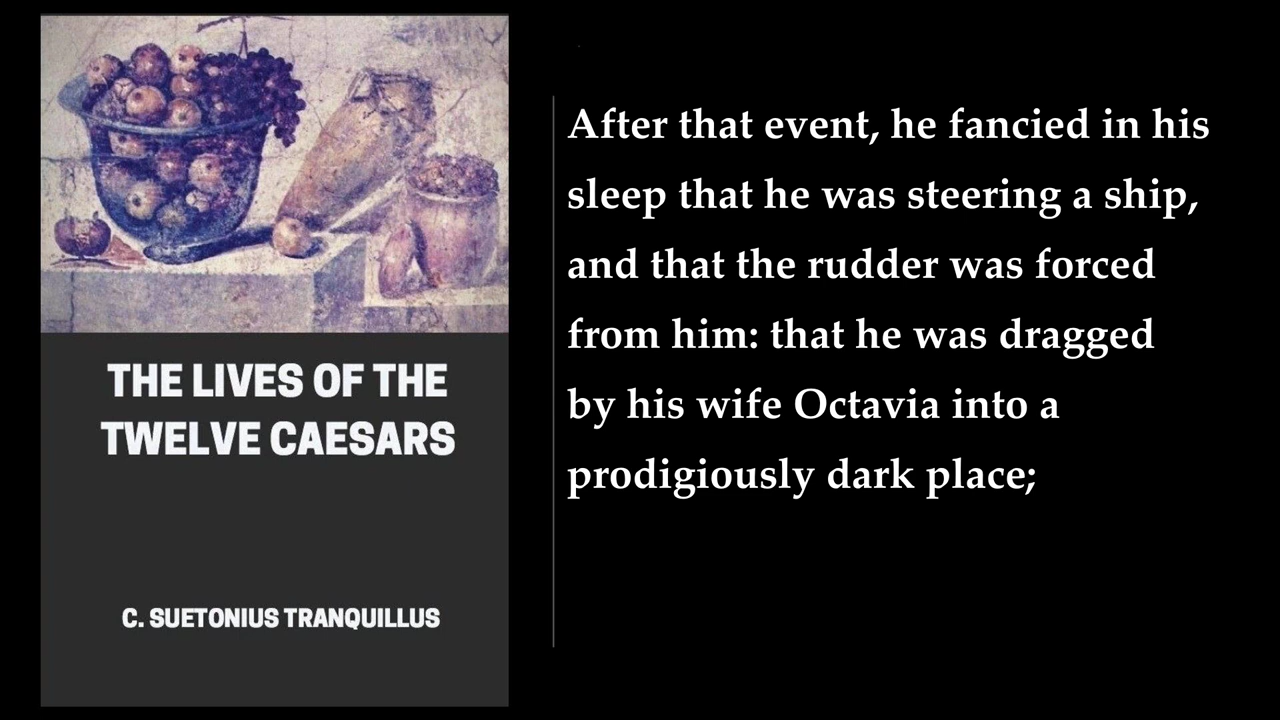 THE LIVES OF THE
TWELVE CAESARS
C. SUETONIUS TRANQUILLUS
After that event, he fancied in his
sleep that he was steering a ship,
and that the rudder was forced
from him: that he was dragged
by his wife Octavia into a
prodigiously dark place;